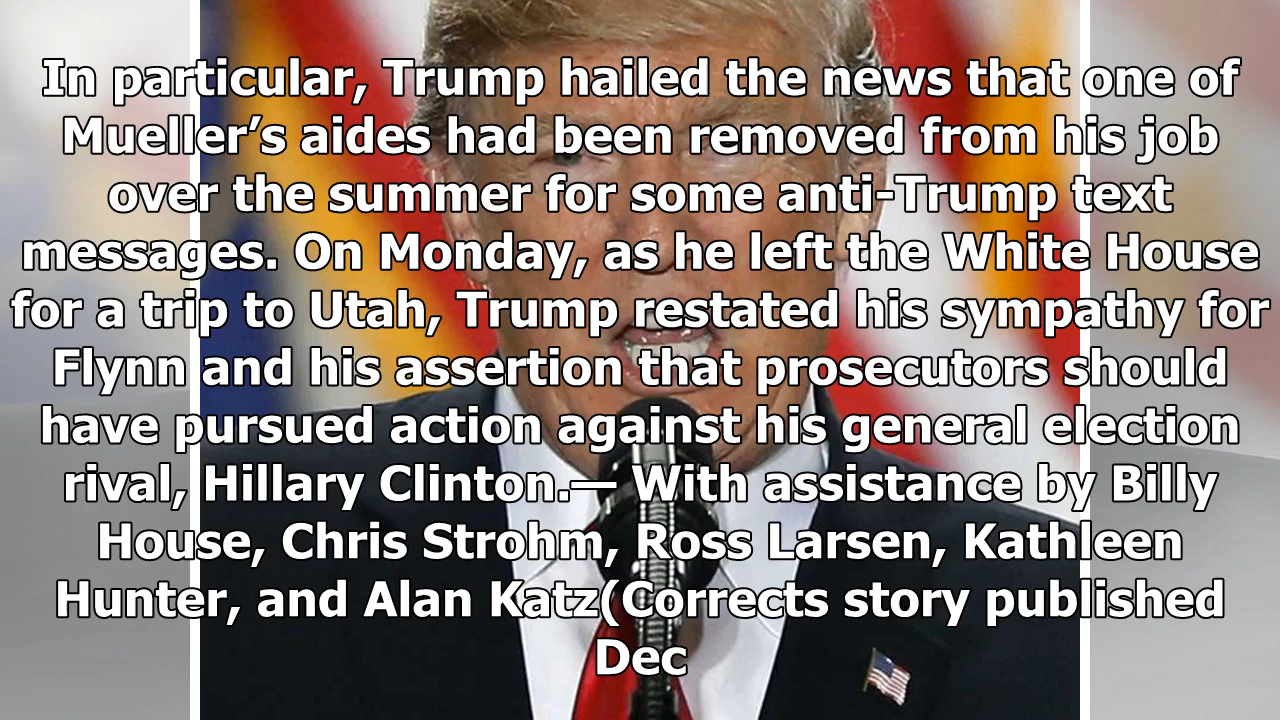 In particular, Trump hailed the news that one of
Mueller’s aides had been removed from his job
over the summer for some anti-Trump text
messages. On Monday, as he left the White House
for a trip to Utah, Trump restated his sympathy for
Flynn and his assertion that prosecutors should
have pursued action against his general election
rival, Hillary Clinton.— With assistance by Billy
House, Chris Strohm, Ross Larsen, Kathleen
Hunter, and Alan Katz(Corrects story published
Dec